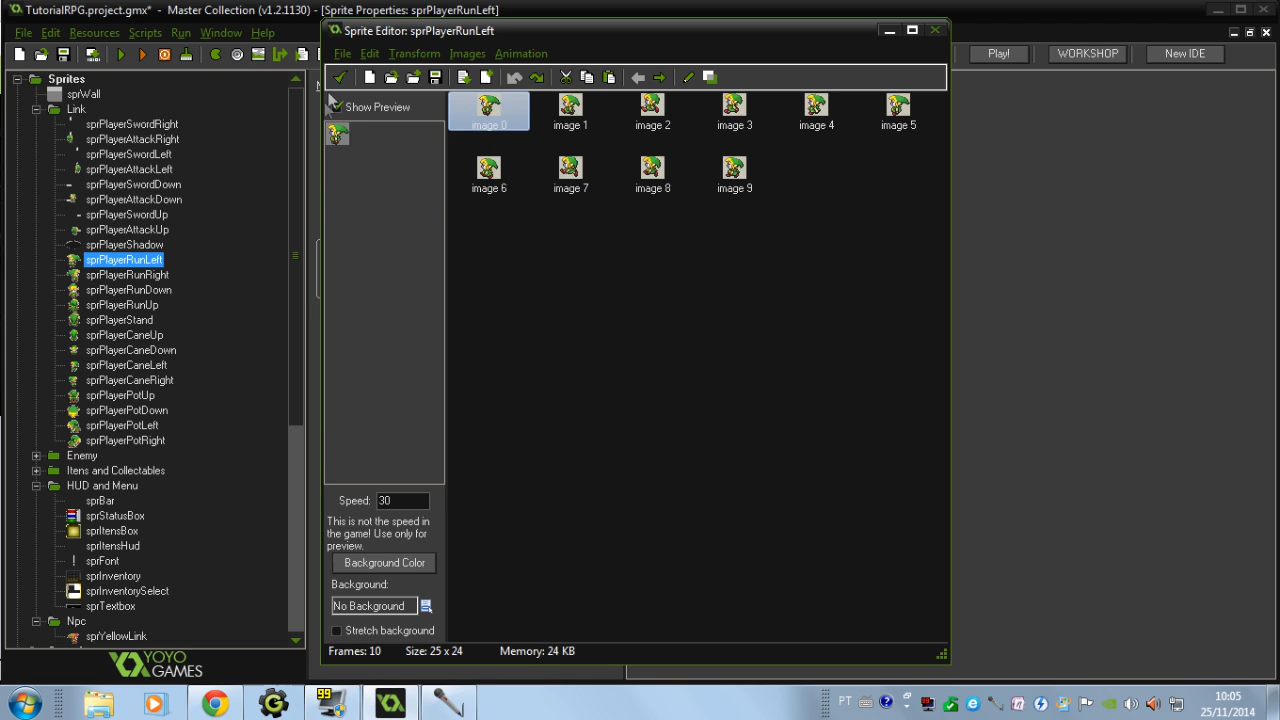 TutorialRPG.project.gmx* - Master Collection (v1.2.1130) - [Sprite Properties: sprPlayerRunLeft]
File Edit Resources Scripts Run Window Help
Play! WORKSHOP New IDE
Sprites
sprWall
Link
sprPlayerSwordRight
sprPlayerAttackRight
sprPlayerSwordLeft
sprPlayerAttackLeft
sprPlayerSwordDown
sprPlayerAttackDown
sprPlayerSwordUp
sprPlayerAttackUp
sprPlayerShadow
sprPlayerRunLeft
sprPlayerRunRight
sprPlayerRunDown
sprPlayerRunUp
sprPlayerStand
sprPlayerCaneUp
sprPlayerCaneDown
sprPlayerCaneLeft
sprPlayerCaneRight
sprPlayerPotUp
sprPlayerPotDown
sprPlayerPotLeft
sprPlayerPotRight
Enemy
Itens and Collectables
HUD and Menu
sprBar
sprStatusBox
sprItensBox
sprItensHud
sprFont
sprInventory
sprInventorySelect
sprTextbox
Npc
sprYellowLink
YOYO
GAMES
Sprite Editor: sprPlayerRunLeft
File Edit Transform Images Animation
Show Preview
image 0 image 1 image 2 image 3 image 4 image 5
image 6 image 7 image 8 image 9
Speed: 30
This is not the speed in
the game! Use only for
preview.
Background Color
Background:
No Background
Stretch background
Frames: 10 Size: 25 x 24 Memory: 24 KB
99
PT
10:05
25/11/2014